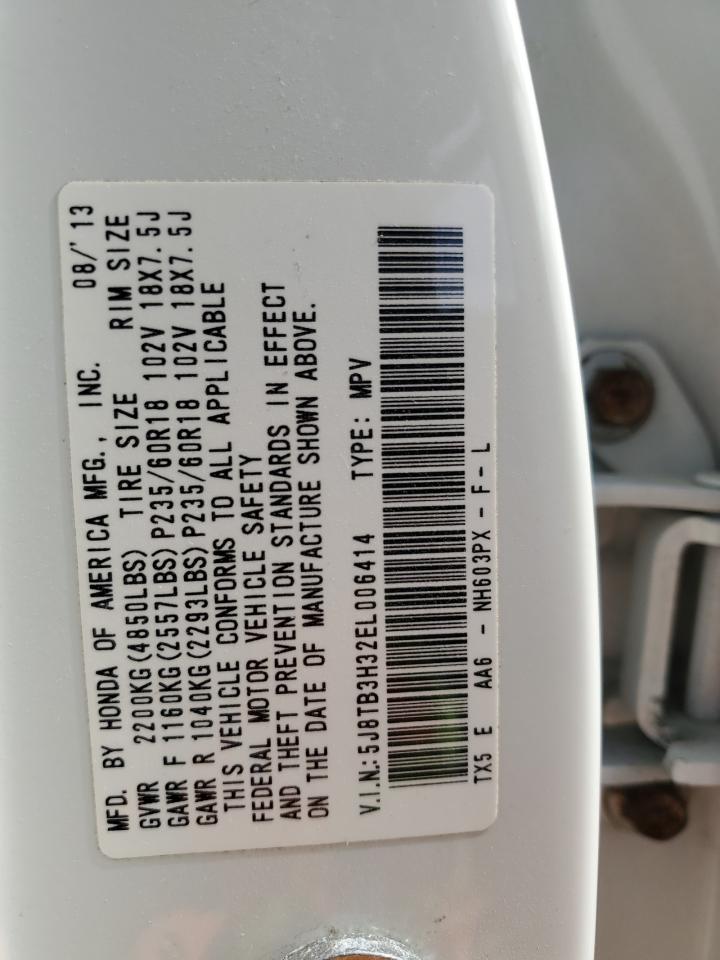 MFD. BY HONDA OF AMERICA MFG., INC. 08/'13
GVWR 2200KG(4850LBS) TIRE SIZE RIM SIZE
GAWR F 1160KG(2557LBS)P235/60R18 102V 18X7.5J
GAWR R 1040KG(2293LBS)P235/60R18 102V 18X7.5J
THIS VEHICLE CONFORMS TO ALL APPLICABLE
FEDERAL MOTOR VEHICLE SAFETY
AND THEFT PREVENTION STANDARDS IN EFFECT
ON THE DATE OF MANUFACTURE SHOWN ABOVE.
V.I.N.:5J8TB3H32EL006414 TYPE: MPV
TX5 E AA6 - NH603PX - F - L